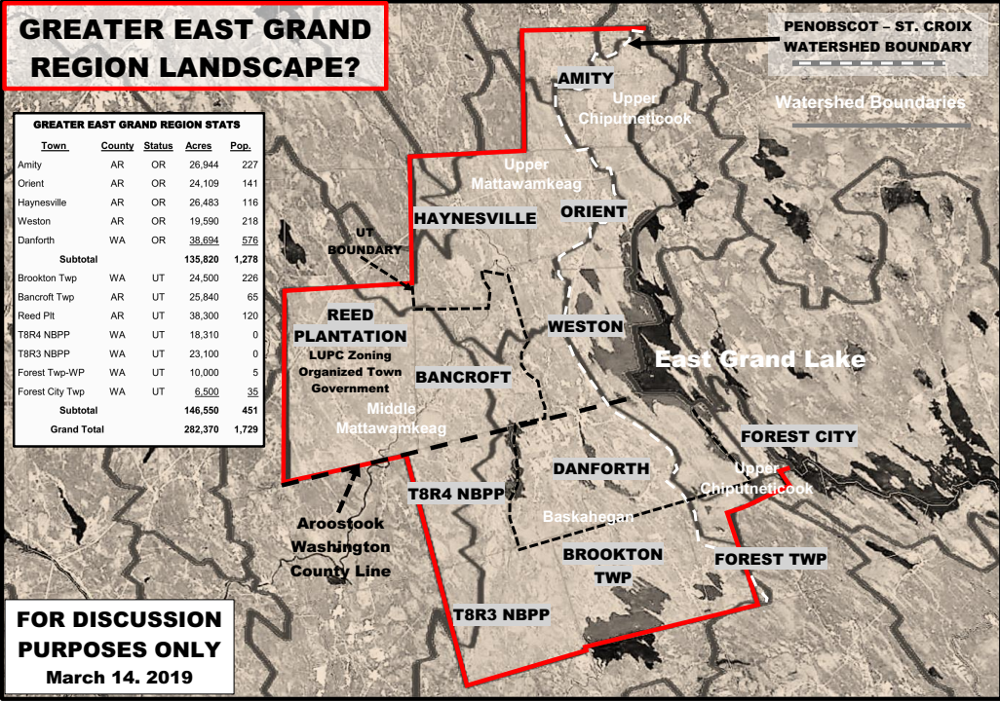 GREATER EAST GRAND
REGION LANDSCAPE?
PENOBSCOT – ST. CROIX
WATERSHED BOUNDARY
Watershed Boundaries
GREATER EAST GRAND REGION STATS
Town County Status Acres Pop.
Amity AR OR 26,944 227
Orient AR OR 24,109 141
Haynesville AR OR 26,483 116
Weston AR OR 19,590 218
Danforth WA OR 38,694 576
Subtotal 135,820 1,278
Brookton Twp WA UT 24,500 226
Bancroft Twp AR UT 25,840 65
Reed Plt AR UT 38,300 120
T8R4 NBPP WA UT 18,310 0
T8R3 NBPP WA UT 23,100 0
Forest Twp-WP WA UT 10,000 5
Forest City Twp WA UT 6,500 35
Subtotal 146,550 451
Grand Total 282,370 1,729
AMITY
Upper
Chiputneticook
Upper
Mattawamkeag
HAYNESVILLE
ORIENT
UT
BOUNDARY
REED
PLANTATION
LUPC Zoning
Organized Town
Government
WESTON
East Grand Lake
BANCROFT
Middle
Mattawamkeag
FOREST CITY
DANFORTH
Upper
Chiputneticook
T8R4 NBPP
Baskahegan
Aroostook
Washington
County Line
BROOKTON
TWP
FOREST TWP
T8R3 NBPP
FOR DISCUSSION
PURPOSES ONLY
March 14. 2019